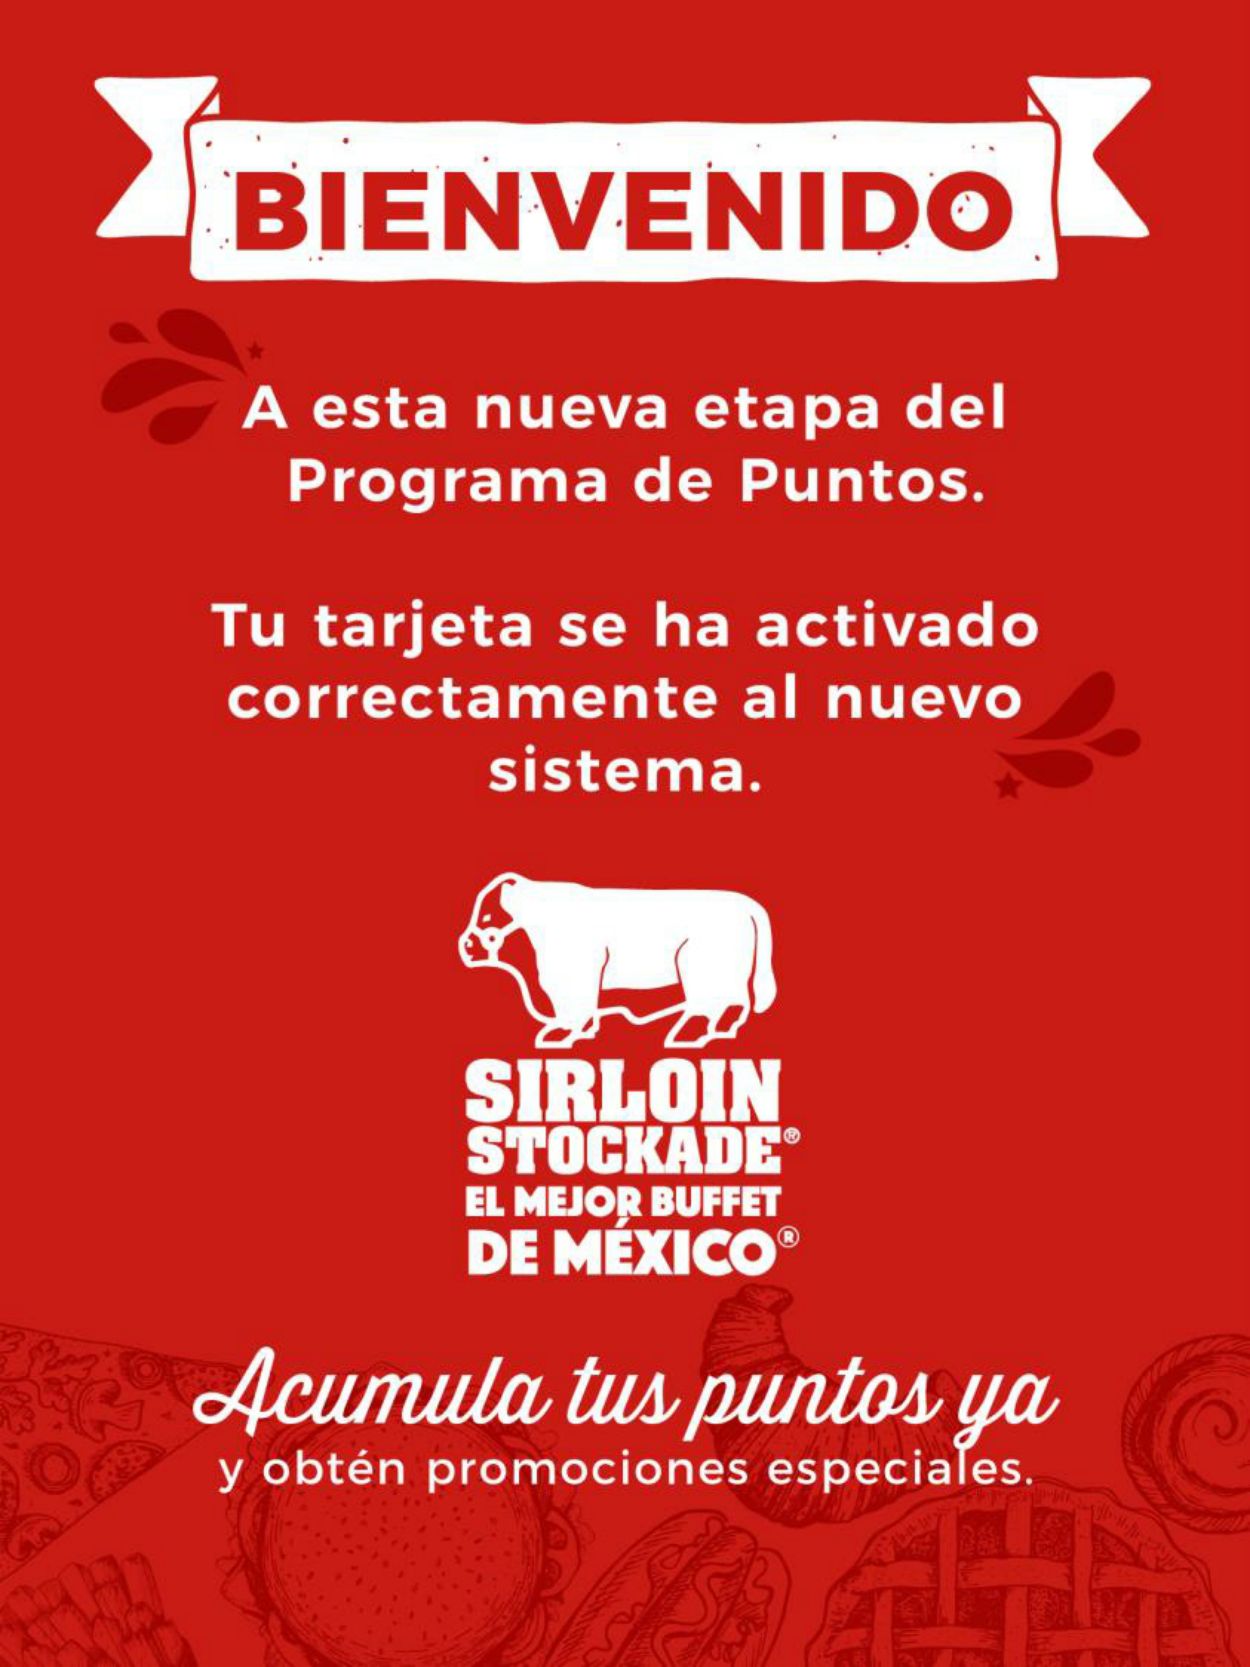 BIENVENIDO
A esta nueva etapa del
Programa de Puntos.
Tu tarjeta se ha activado
correctamente al nuevo
sistema.
SIRLOIN
STOCKADE®
EL MEJOR BUFFET
DE MÉXICO®
Acumula tus puntos ya
y obtén promociones especiales.